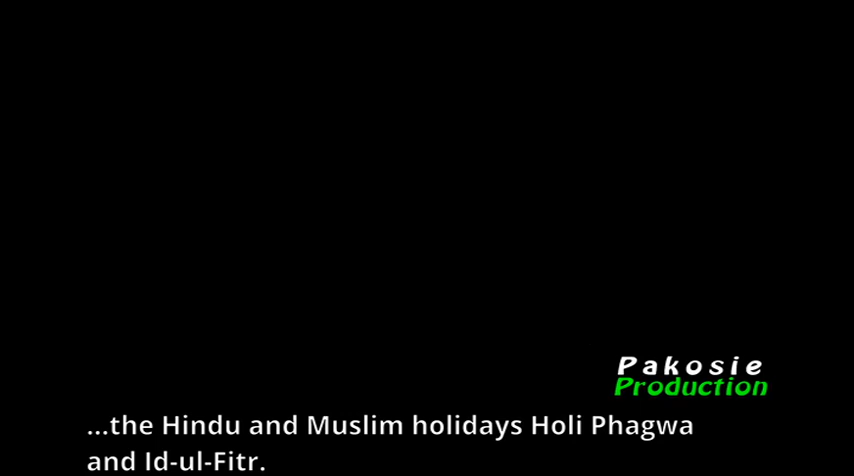 Pakosie
Production
...the Hindu and Muslim holidays Holi Phagwa
and Id-ul-Fitr.